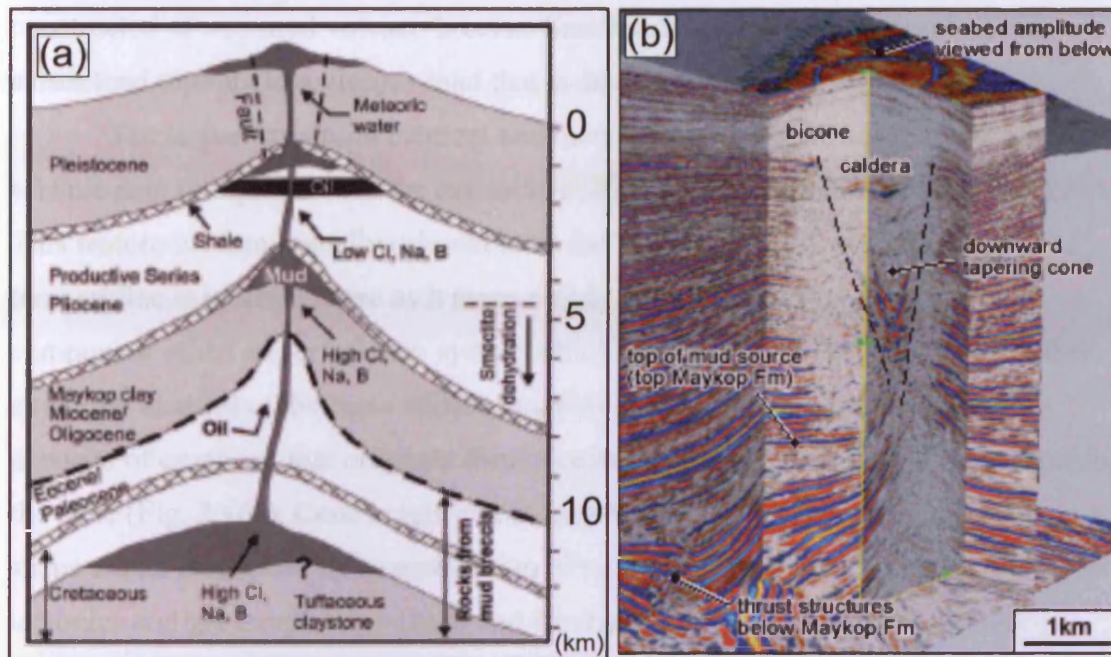 (a)
Fault
Meteoric
water
0
Pleistocene
Oil
Shale
Low Cl, Na, B
Productive Series
Pliocene
Mud
5
High Cl,
Na, B
Smectite
dehydration
Maykop clay
Miocene/
Oligocene
Oil
Eocene/
Paleocene
10
Rocks from
mud breccia
?
Cretaceous
High Cl,
Na, B
Tuffaceous
claystone
(km)
(b)
seabed amplitude
viewed from below
bicone
caldera
downward
tapering cone
top of mud source
(top Maykop Fm)
thrust structures
below Maykop Fm
1km